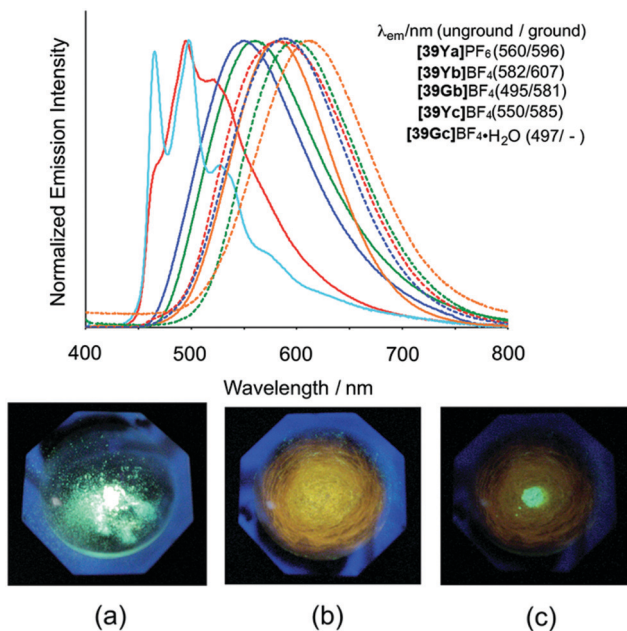 λem/nm (unground / ground)
[39Ya]PF6(560/596)
[39Yb]BF4(582/607)
[39Gb]BF4(495/581)
[39Yc]BF4(550/585)
[39Gc]BF4•H2O (497/ - )
Normalized Emission Intensity
400 500 600 700 800
Wavelength / nm
(a) (b) (c)